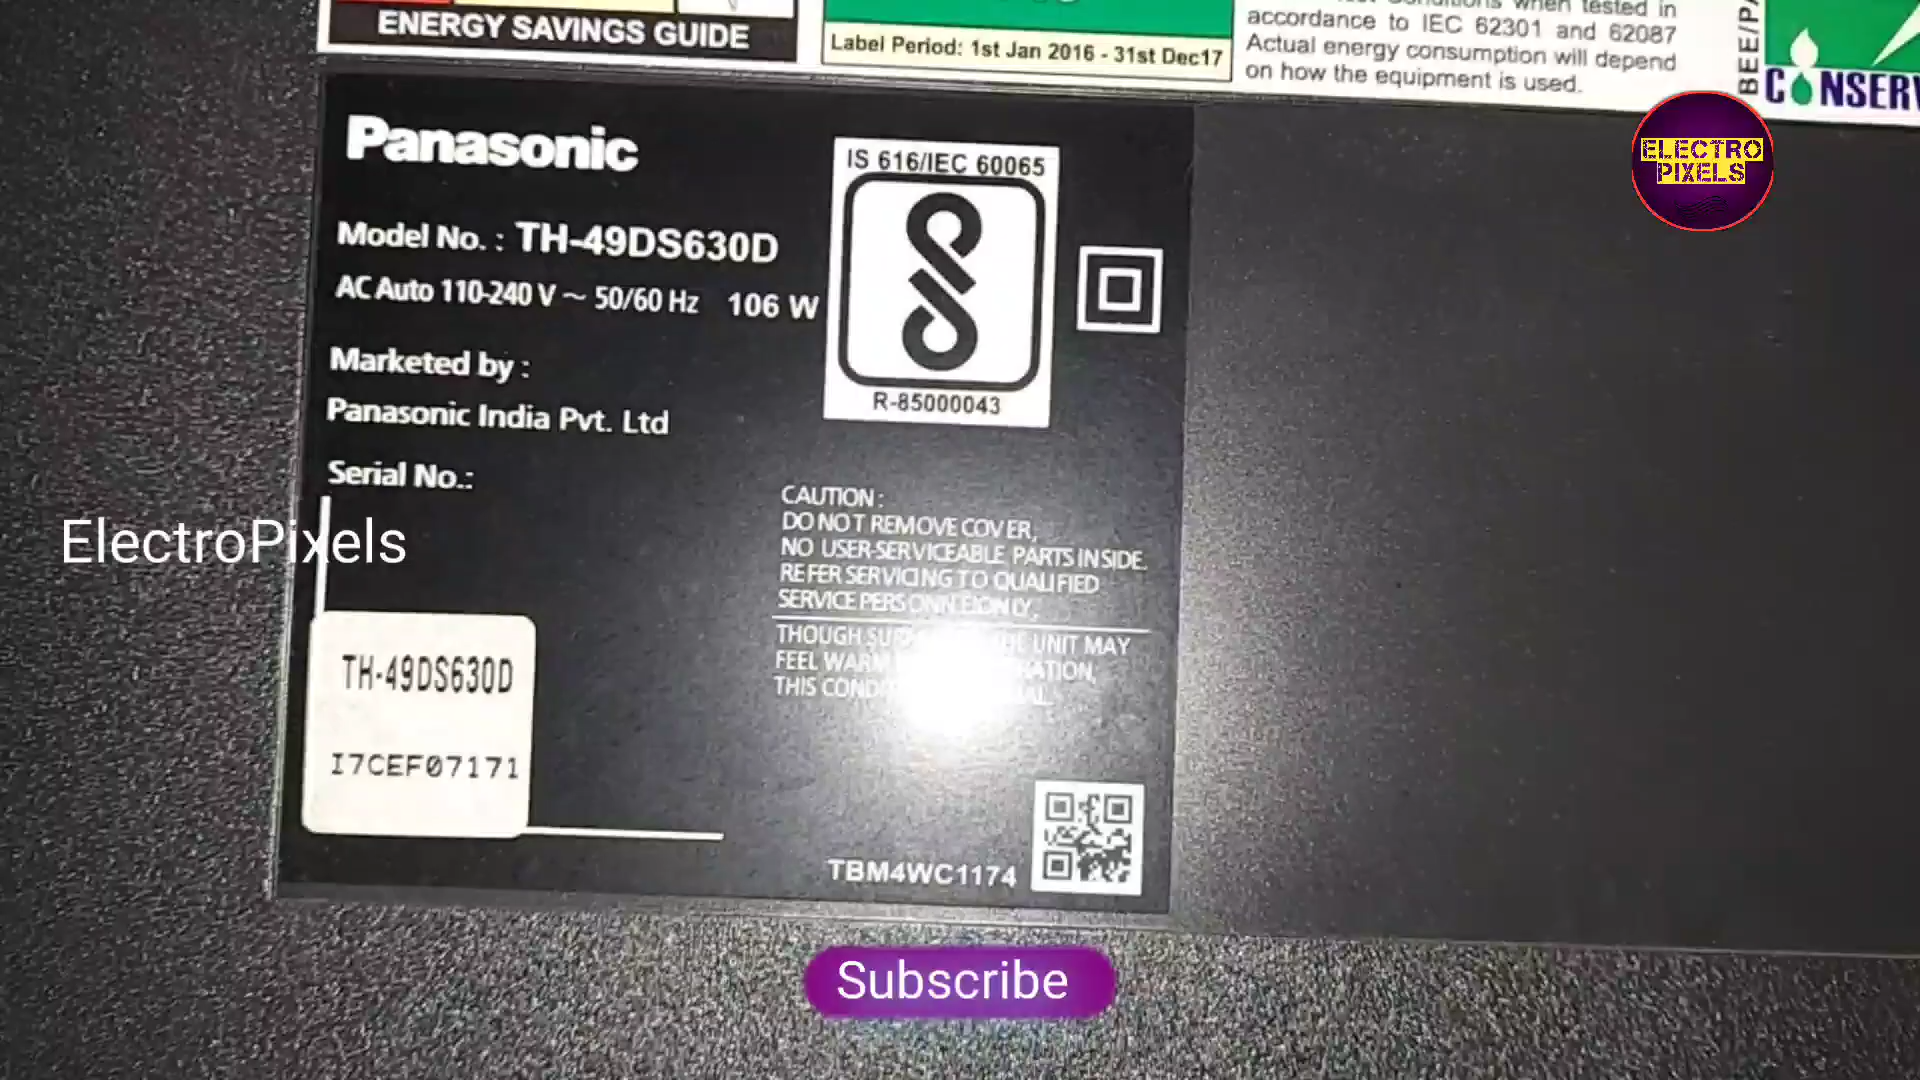 ENERGY SAVINGS GUIDE
Label Period: 1st Jan 2016 - 31st Dec17
when tested in
accordance to IEC 62301 and 62087
Actual energy consumption will depend
on how the equipment is used.
CONSERV
ELECTRO
PIXELS
Panasonic
Model No. : TH-49DS630D
AC Auto 110-240 V ~ 50/60 Hz 106 W
Marketed by :
Panasonic India Pvt. Ltd
Serial No.:
IS 616/IEC 60065
R-85000043
ElectroPixels
TH-49DS630D
I7CEF07171
CAUTION :
DO NOT REMOVE COVER,
NO USER-SERVICEABLE PARTS INSIDE.
REFER SERVICING TO QUALIFIED
SERVICE PERSONNEL ONLY,
THOUGH UNIT MAY
FEEL WARM
THIS
TBM4WC1174
Subscribe